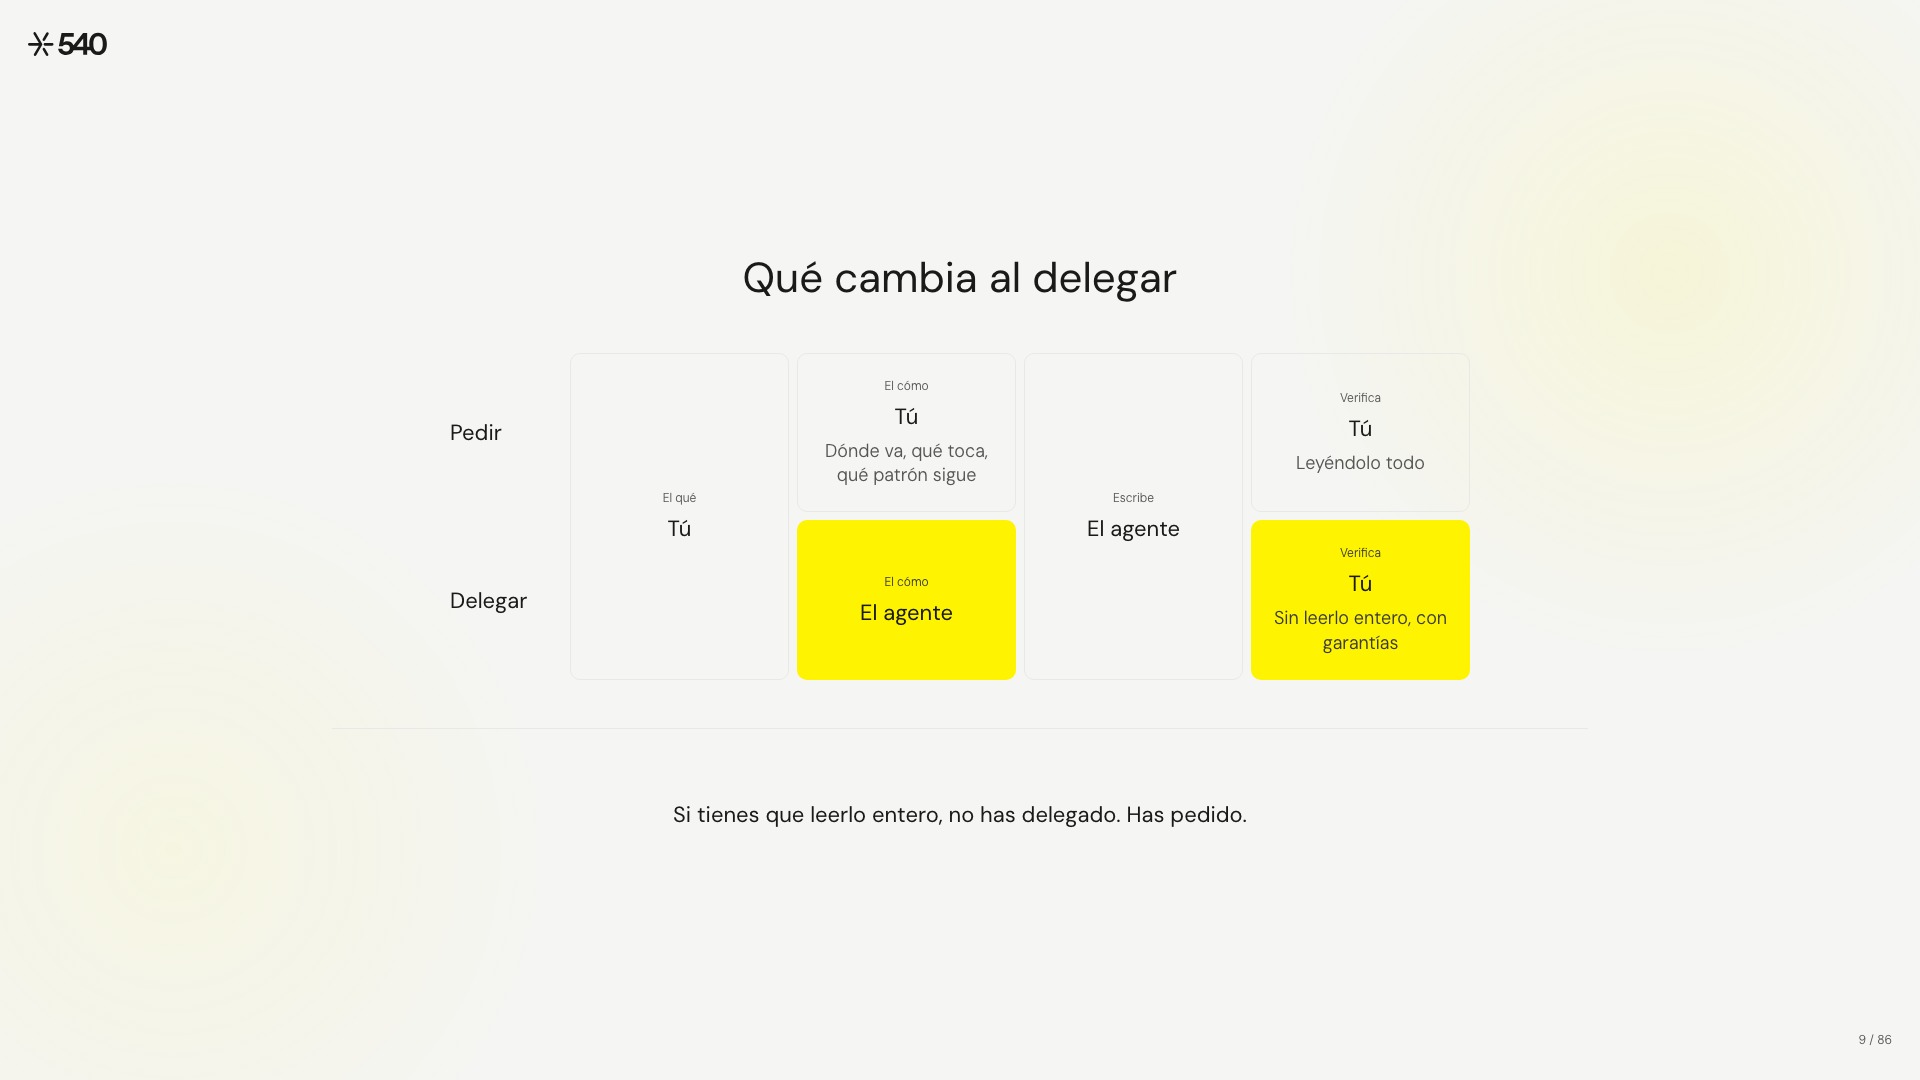 540
Qué cambia al delegar
Pedir
Delegar
El qué
Tú
El cómo
Tú
Dónde va, qué toca,
qué patrón sigue
El cómo
El agente
Escribe
El agente
Verifica
Tú
Leyéndolo todo
Verifica
Tú
Sin leerlo entero, con
garantías
Si tienes que leerlo entero, no has delegado. Has pedido.
9 / 86